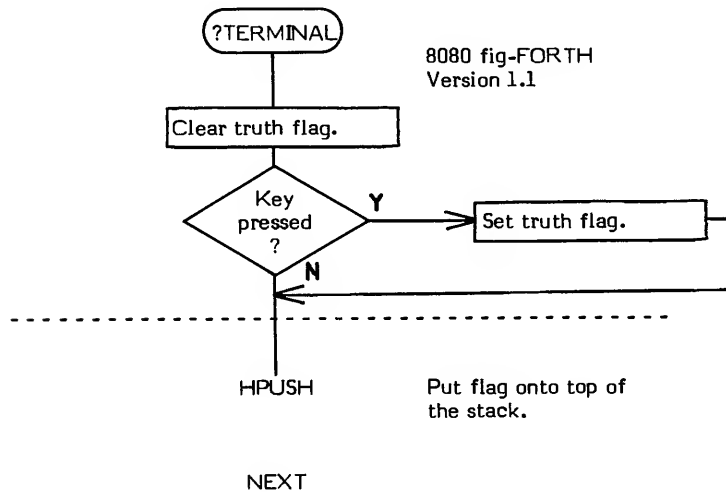 ?TERMINAL
8080 fig-FORTH
Version 1.1
Clear truth flag.
Key
pressed
?
Y
Set truth flag.
N
HPUSH
Put flag onto top of
the stack.
NEXT